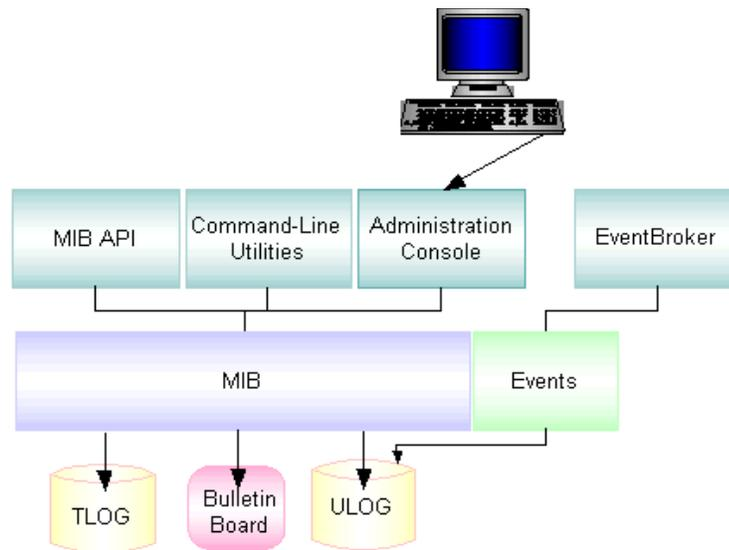 MIB API
Command-Line
Utilities
Administration
Console
EventBroker
MIB
Events
TLOG
Bulletin
Board
ULOG